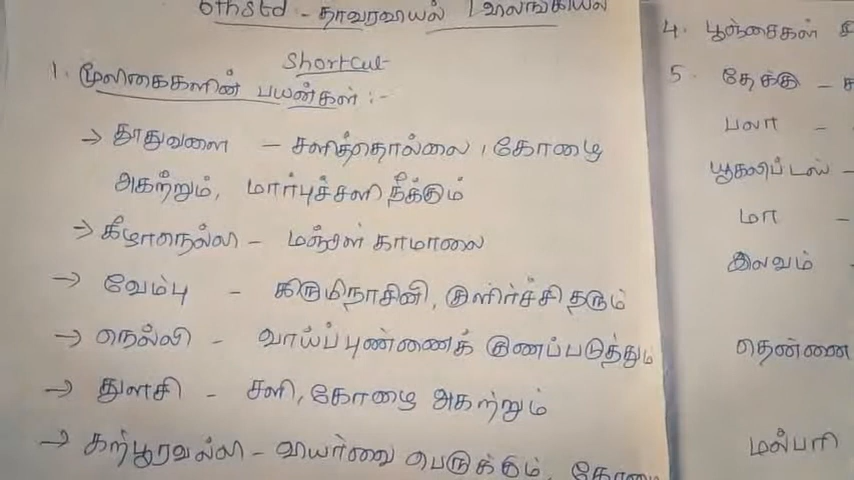 6th std - தாவரவியல் / விலங்கியல்
Shortcut
1. மூலிகைகளின் பயன்கள் :-
→ தூதுவளை - சளித்தொல்லை, கோழை
அகற்றும், மார்புச்சளி நீக்கும்
→ கீழாநெல்லி - மஞ்சள் காமாலை
→ வேம்பு - கிருமிநாசினி, குளிர்ச்சி தரும்
→ நெல்லி - வாய்ப்புண்ணைக் குணப்படுத்தும்
→ துளசி - சளி, கோழை அகற்றும்
→ கற்பூரவல்லி - வியர்வை பெருக்கும், கோழை
4. பூஞ்சைகள்
5. தேக்கு -
பலா -
யூகலிப்டஸ் -
மா -
இலவம்
தென்னை
மல்பரி